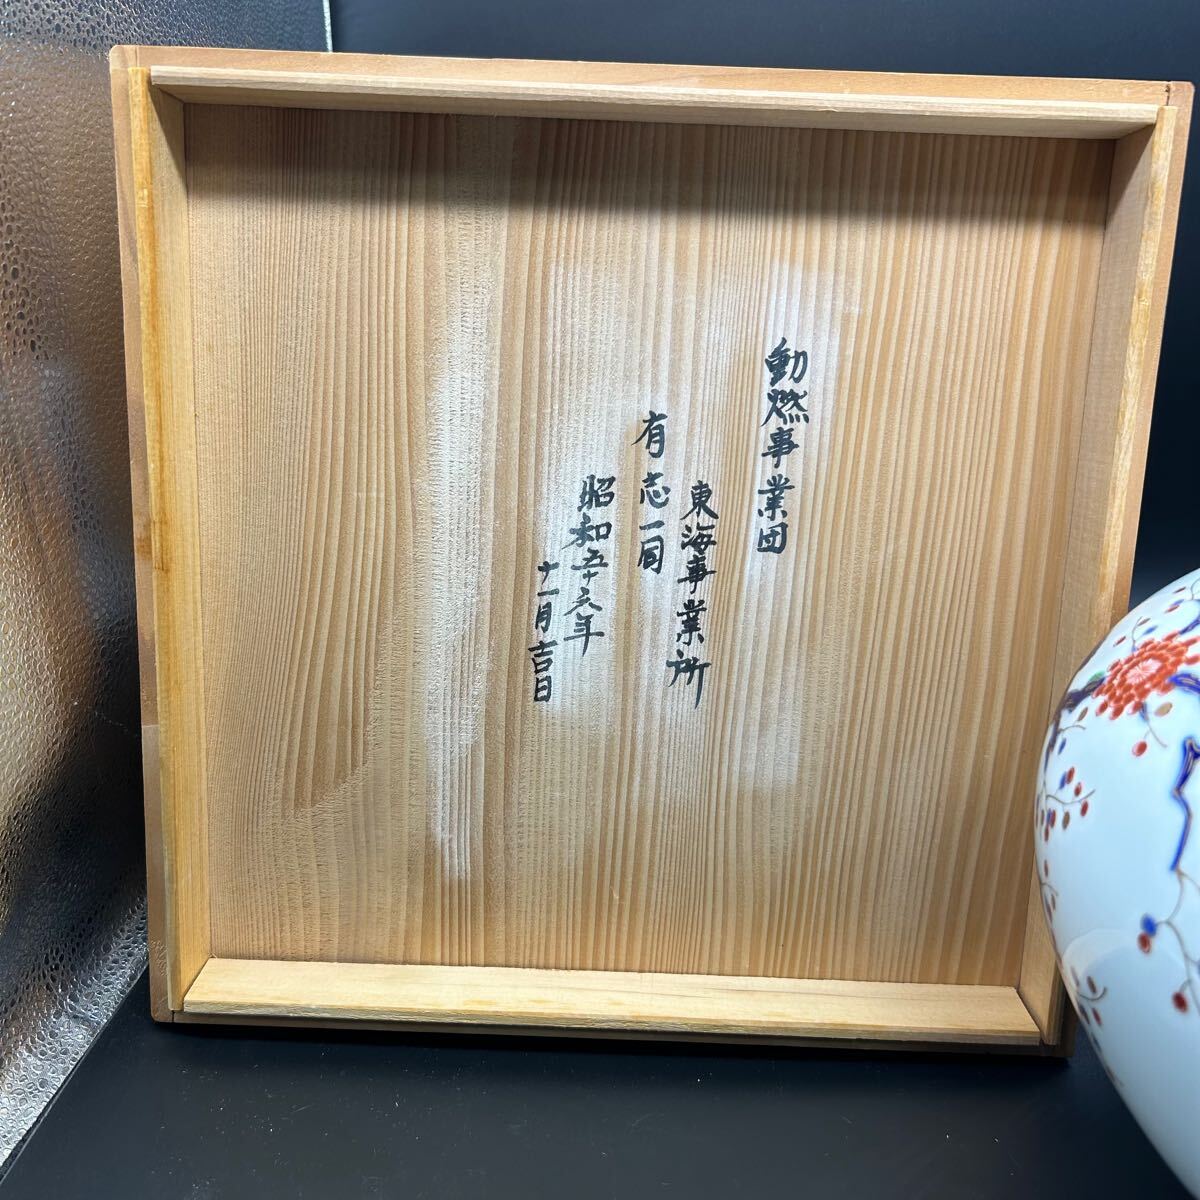 動燃事業団
東海事業所
有志一同
昭和五十六年
十一月吉日